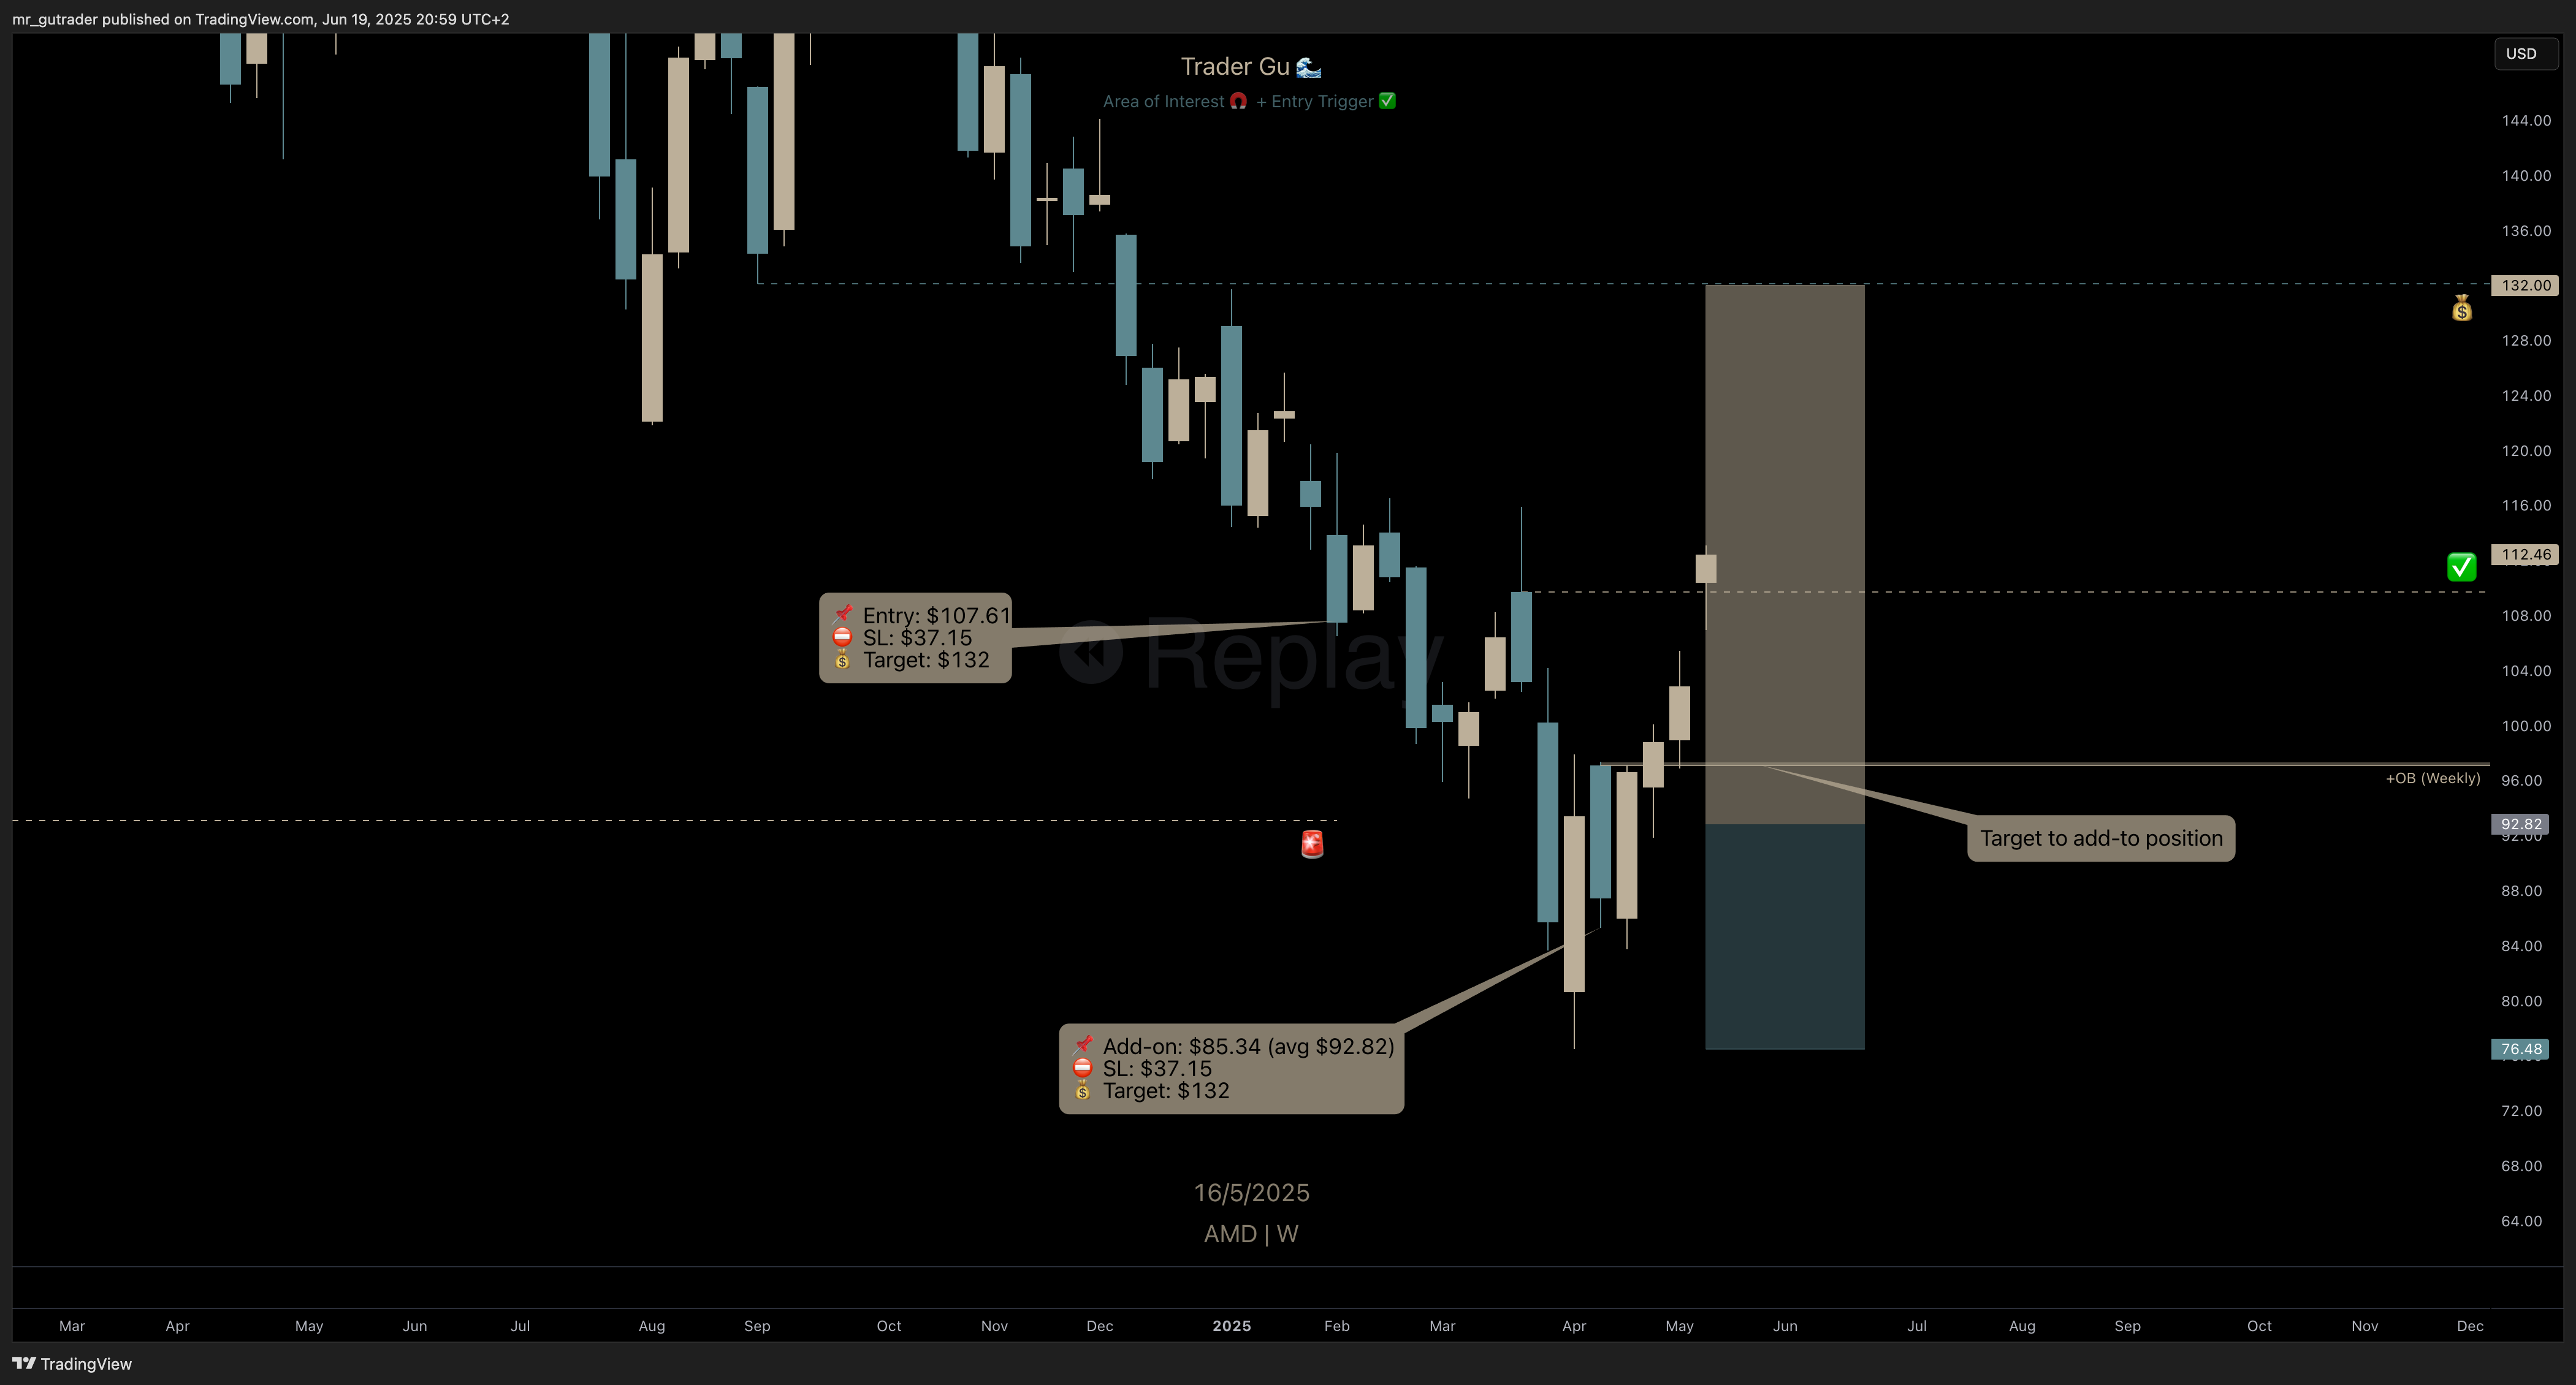 mr_gutrader published on TradingView.com, Jun 19, 2025 20:59 UTC+2
USD
Trader Gu 🌊
Area of Interest 🧲 + Entry Trigger ✅
144.00
140.00
136.00
132.00
128.00
124.00
120.00
116.00
112.46
108.00
104.00
100.00
96.00
92.82
92.00
88.00
84.00
80.00
76.48
72.00
68.00
64.00
📌 Entry: $107.61
⛔ SL: $37.15
💰 Target: $132
Replay
+OB (Weekly)
Target to add-to position
📌 Add-on: $85.34 (avg $92.82)
⛔ SL: $37.15
💰 Target: $132
16/5/2025
AMD | W
Mar Apr May Jun Jul Aug Sep Oct Nov Dec 2025 Feb Mar Apr May Jun Jul Aug Sep Oct Nov Dec
TradingView